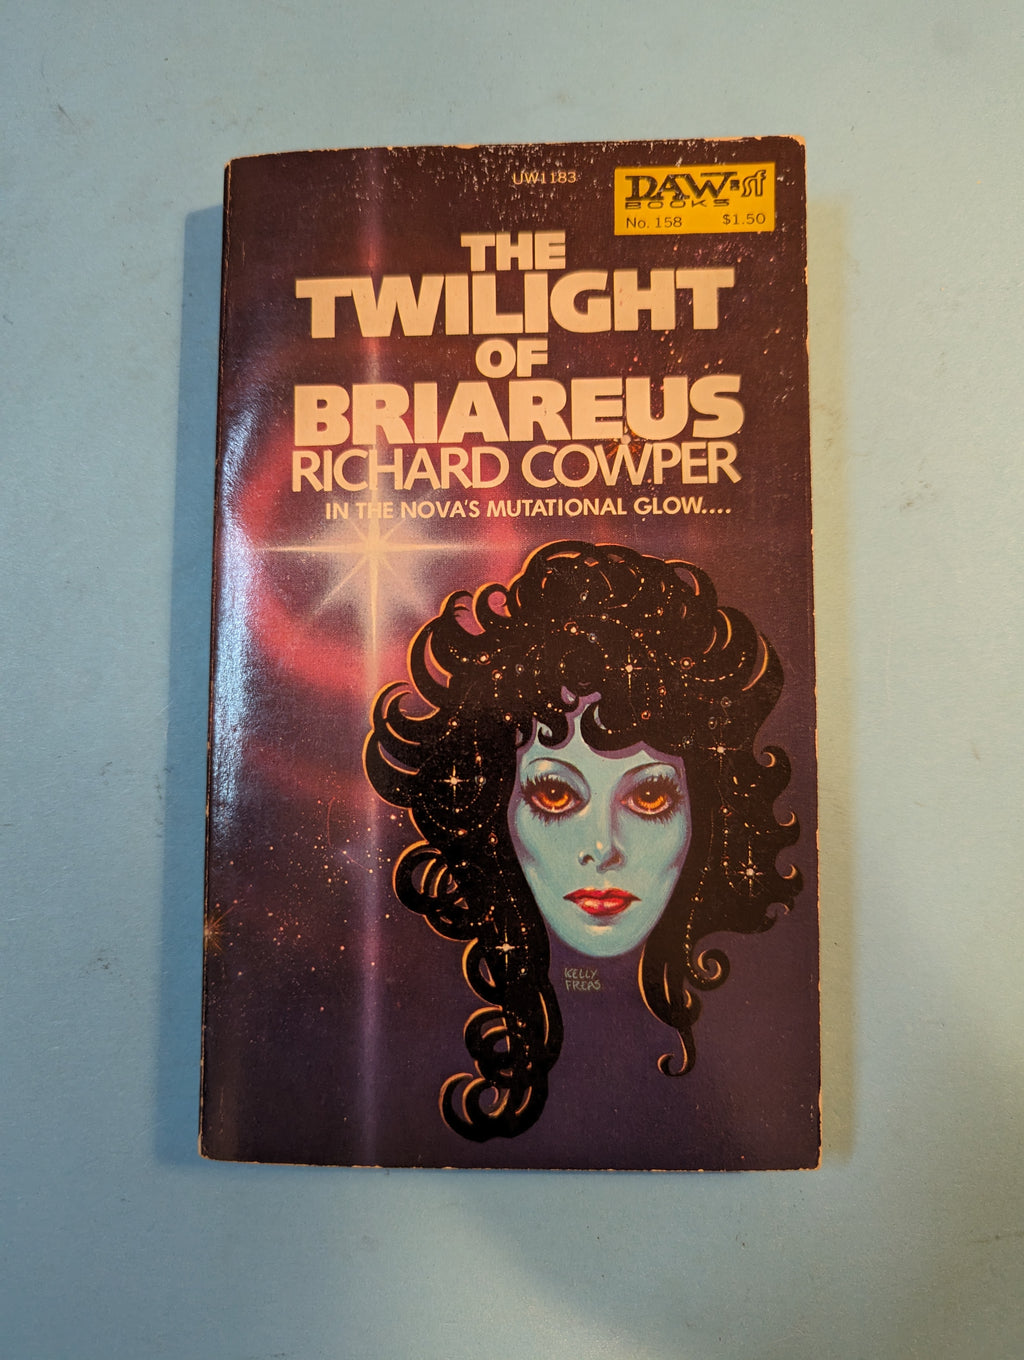 UW1183
DAW=sf
BOOKS
No. 158 $1.50
THE
TWILIGHT
OF
BRIAREUS
RICHARD COWPER
IN THE NOVA'S MUTATIONAL GLOW....
KELLY
FREAS